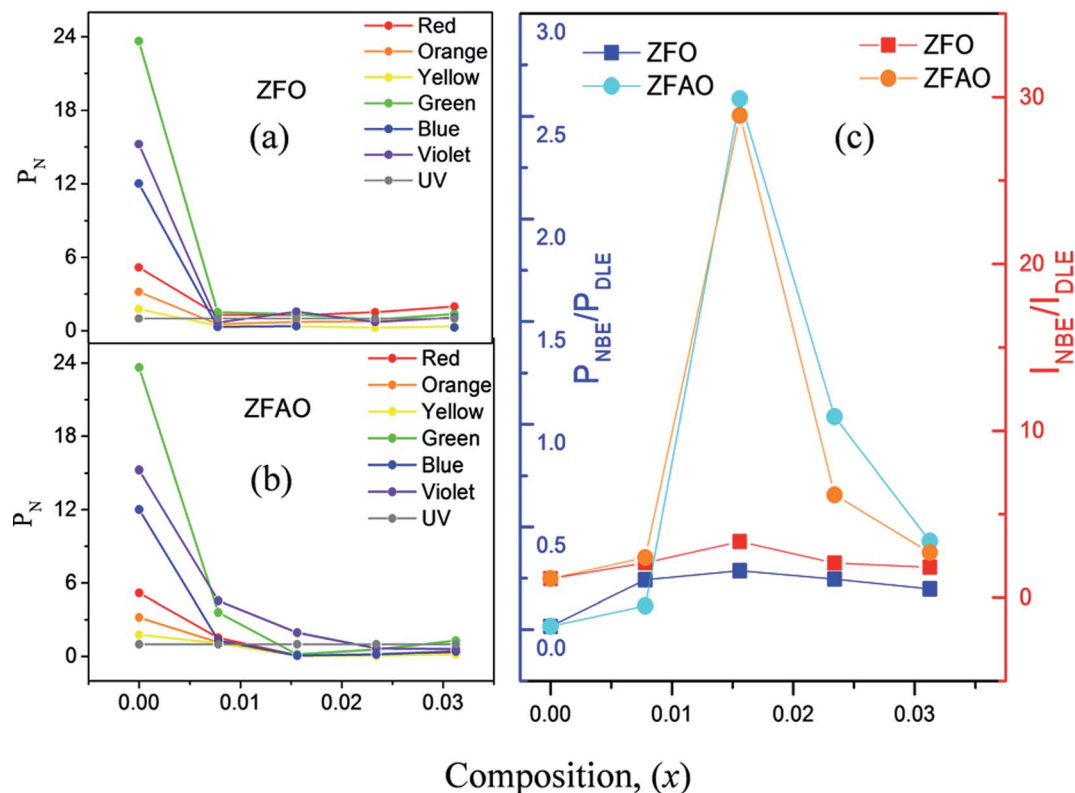 (a)
ZFO
Red
Orange
Yellow
Green
Blue
Violet
UV
24
18
12
6
0
P_N
(b)
ZFAO
Red
Orange
Yellow
Green
Blue
Violet
UV
24
18
12
6
0
P_N
0.00 0.01 0.02 0.03
(c)
ZFO
ZFAO
ZFO
ZFAO
3.0
2.5
2.0
1.5
1.0
0.5
0.0
P_NBE/P_DLE
30
20
10
0
I_NBE/I_DLE
0.00 0.01 0.02 0.03
Composition, (x)